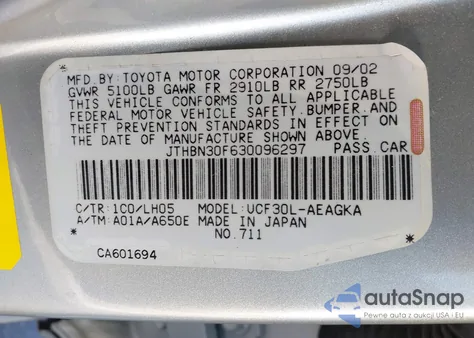 MFD.BY:TOYOTA MOTOR CORPORATION 09/02
GVWR 5100LB GAWR FR 2910LB RR 2750LB
THIS VEHICLE CONFORMS TO ALL APPLICABLE
FEDERAL MOTOR VEHICLE SAFETY.BUMPER.AND
THEFT PREVENTION STANDARDS IN EFFECT ON
THE DATE OF MANUFACTURE SHOWN ABOVE.
JTHBN30F630096297 PASS.CAR
C/TR:1C0/LH05 MODEL:UCF30L-AEAGKA
A/TM:A01A/A650E MADE IN JAPAN
NO.711
CA601694
autoSnap
Pewne auta z aukcji USA i EU